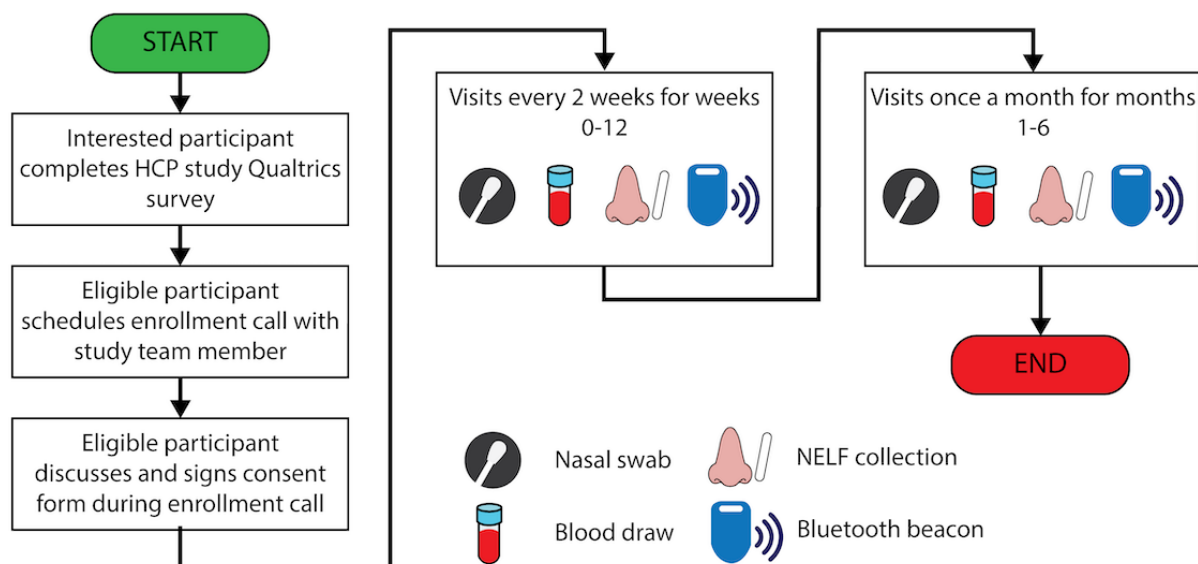 START
Interested participant
completes HCP study Qualtrics
survey
Eligible participant
schedules enrollment call with
study team member
Eligible participant
discusses and signs consent
form during enrollment call
Visits every 2 weeks for weeks
0-12
Visits once a month for months
1-6
END
Nasal swab
NELF collection
Blood draw
Bluetooth beacon